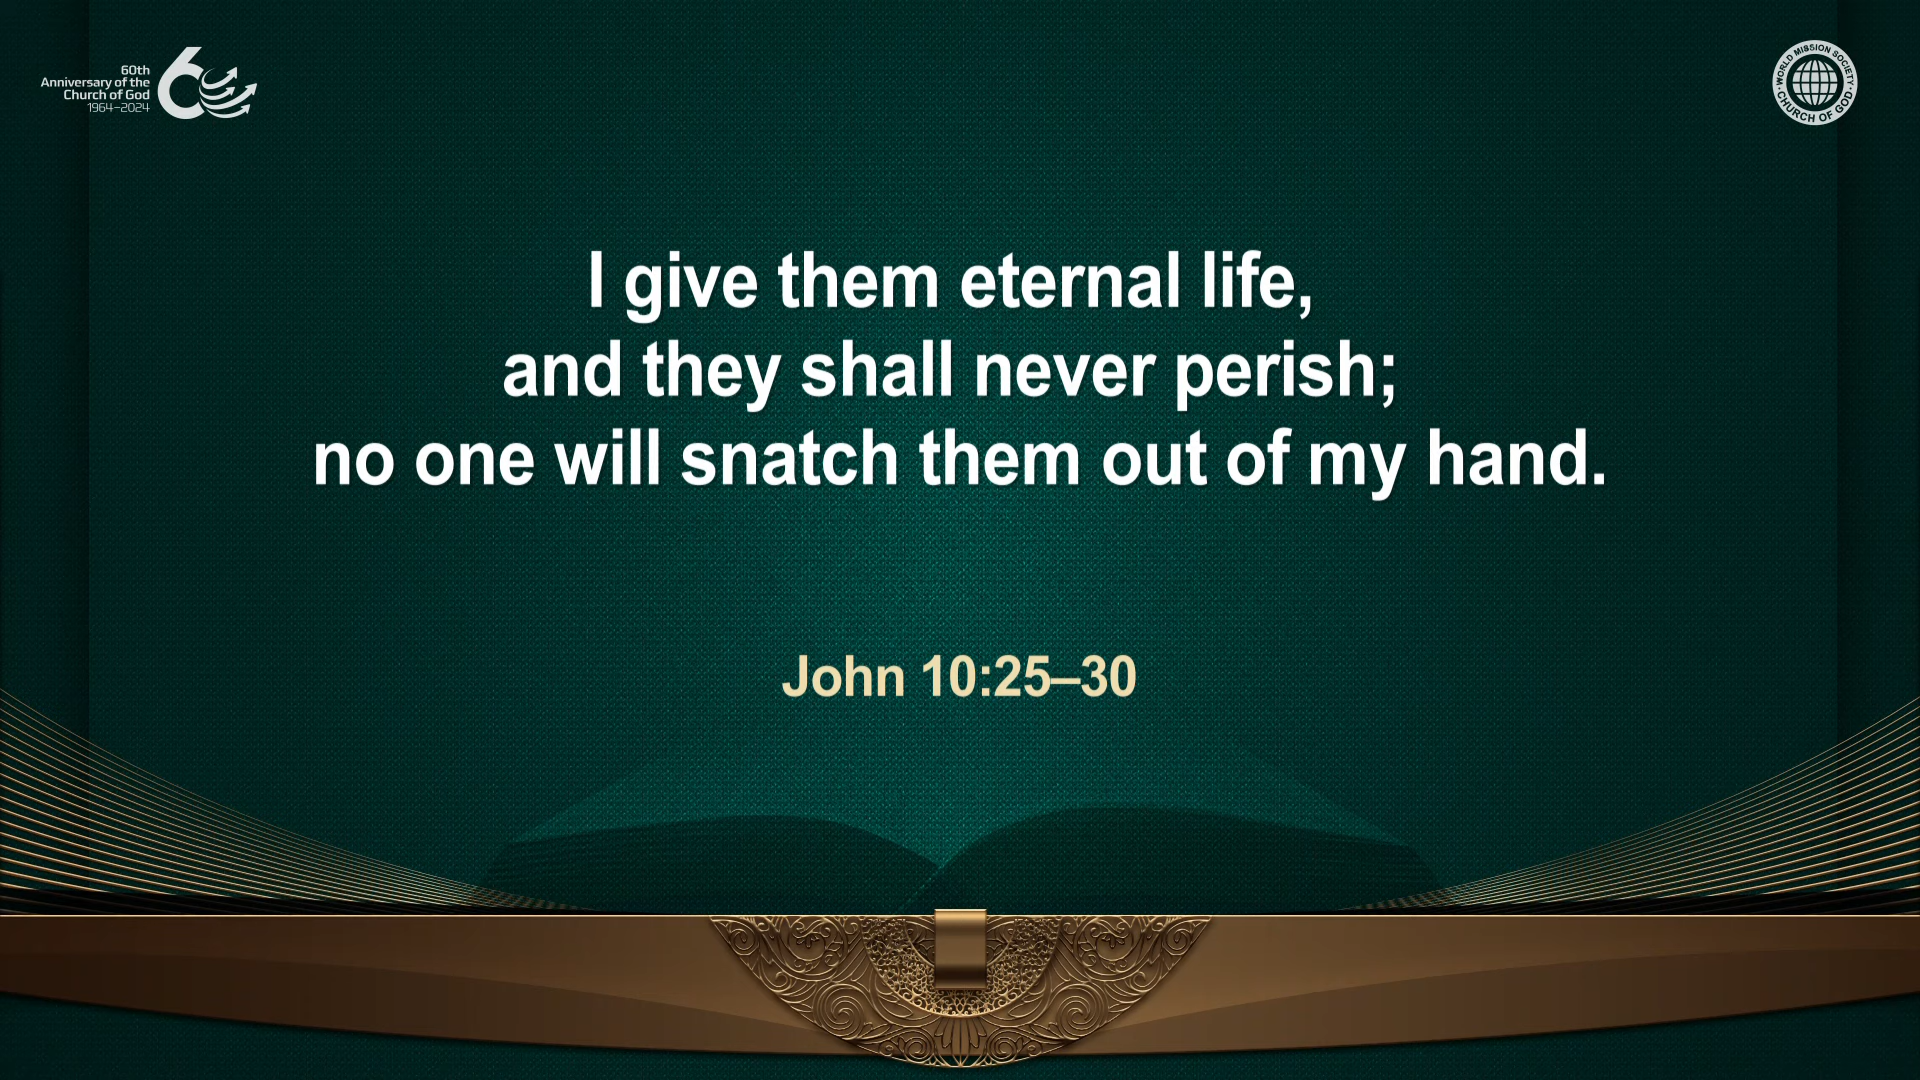 60th
Anniversary of the
Church of God
1964–2024
60
WORLD MISSION SOCIETY
CHURCH OF GOD
I give them eternal life,
and they shall never perish;
no one will snatch them out of my hand.
John 10:25–30